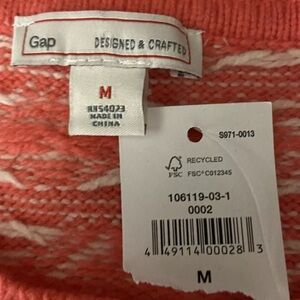 Gap
DESIGNED & CRAFTED
M
RN54023
MADE IN
CHINA
S971-0013
FSC
RECYCLED
FSC® C012345
106119-03-1
0002
4 49114 00028 3
M